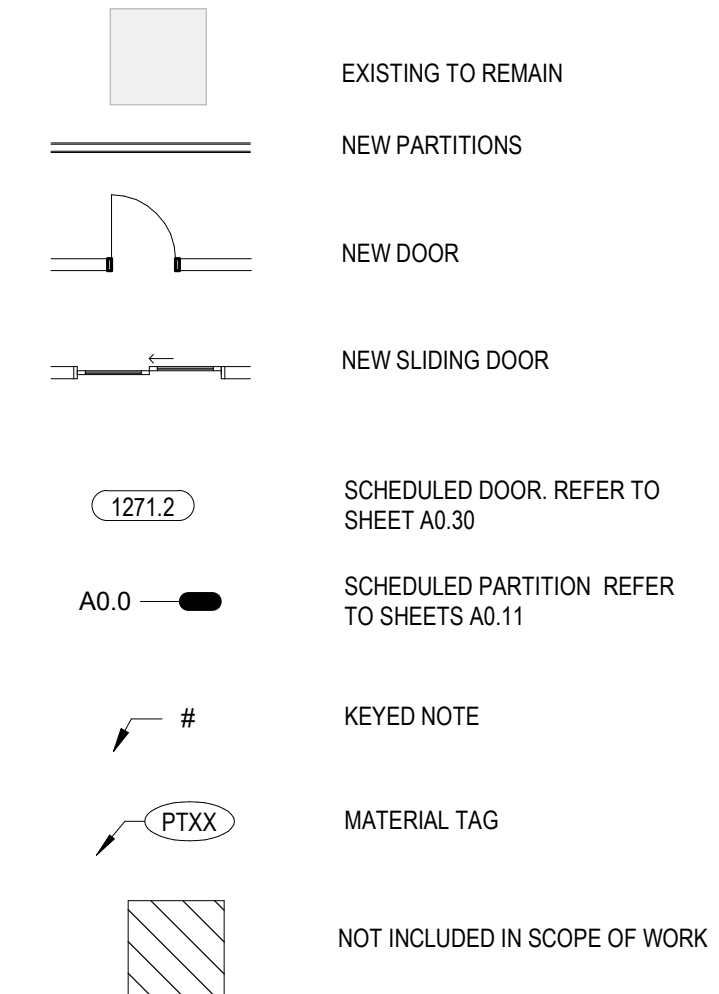 EXISTING TO REMAIN
NEW PARTITIONS
NEW DOOR
NEW SLIDING DOOR
1271.2
SCHEDULED DOOR. REFER TO
SHEET A0.30
A0.0
SCHEDULED PARTITION  REFER
TO SHEETS A0.11
#
KEYED NOTE
PTXX
MATERIAL TAG
NOT INCLUDED IN SCOPE OF WORK